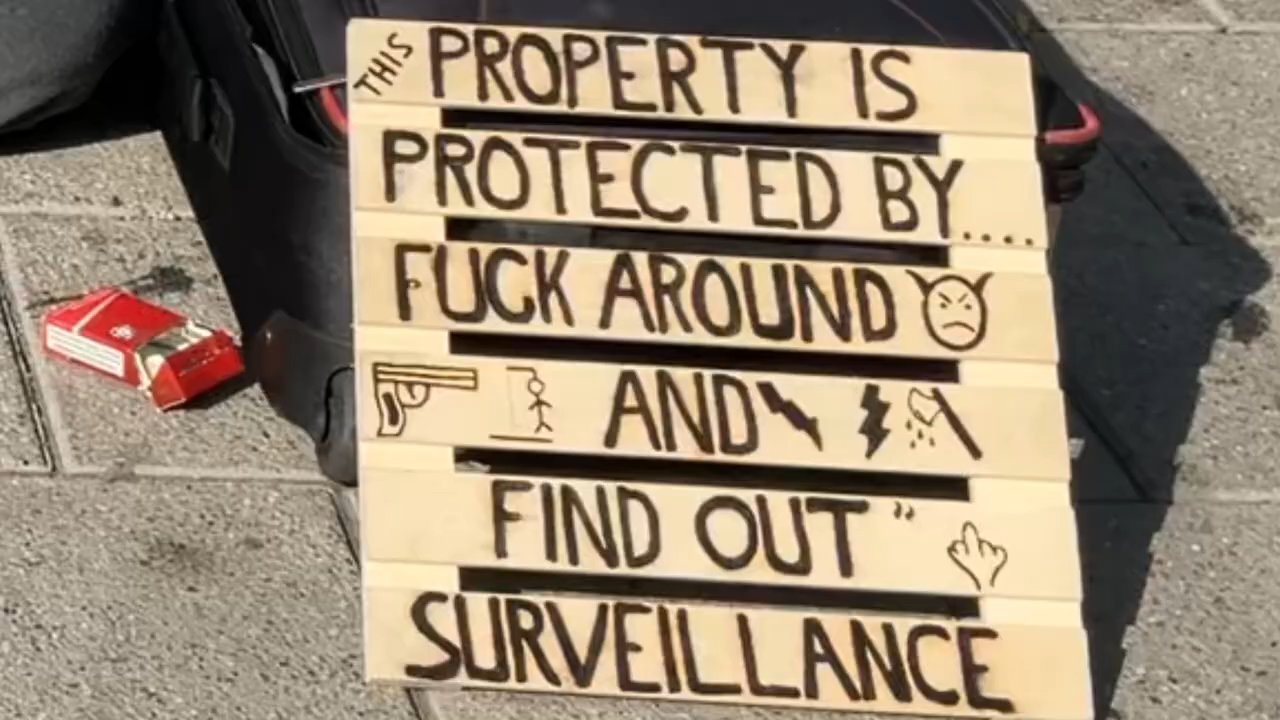 THIS PROPERTY IS
PROTECTED BY....
FUCK AROUND
AND
FIND OUT”
SURVEILLANCE